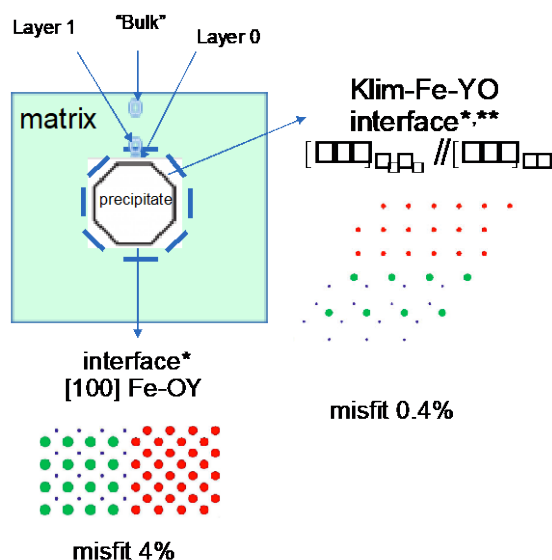 Layer 1
“Bulk”
Layer 0
matrix
precipitate
Klim-Fe-YO
interface*,**
interface*
[100] Fe-OY
misfit 0.4%
misfit 4%